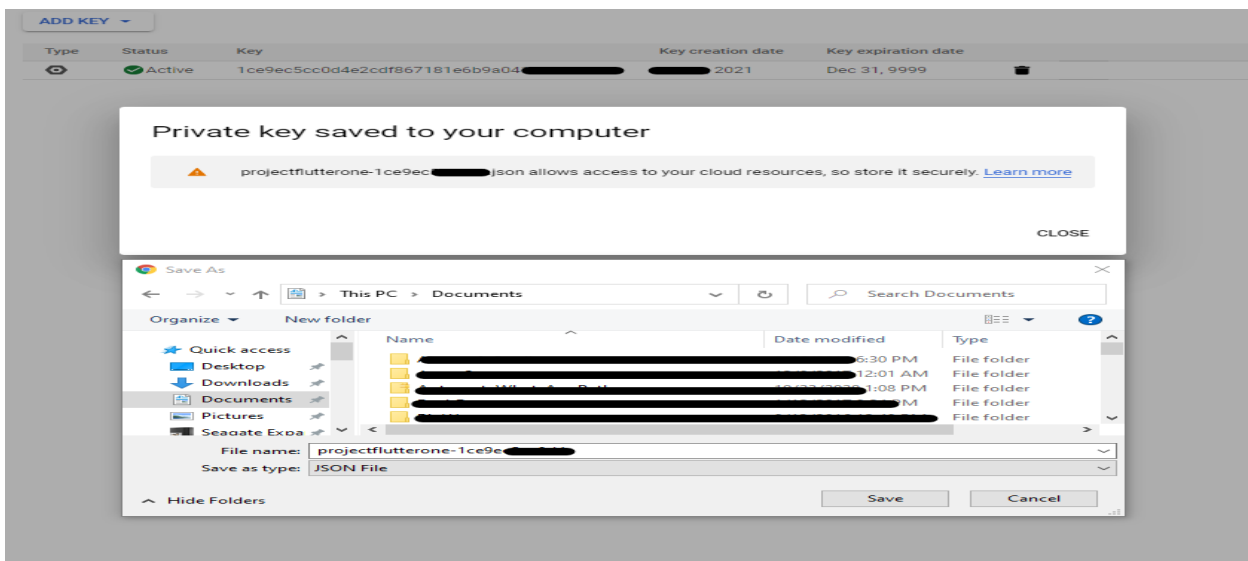 ADD KEY
Type Status Key Key creation date Key expiration date
Active 1ce9ec5cc0d4e2cdf867181e6b9a04 2021 Dec 31, 9999
Private key saved to your computer
projectflutterone-1ce9ec json allows access to your cloud resources, so store it securely. Learn more
CLOSE
Save As
This PC > Documents
Search Documents
Organize New folder
Name Date modified Type
Quick access
6:30 PM File folder
Desktop
12:01 AM File folder
Downloads
1:08 PM File folder
Documents
PM File folder
Pictures
File folder
Seagate Expa
File name: projectflutterone-1ce9e
Save as type: JSON File
Hide Folders
Save Cancel